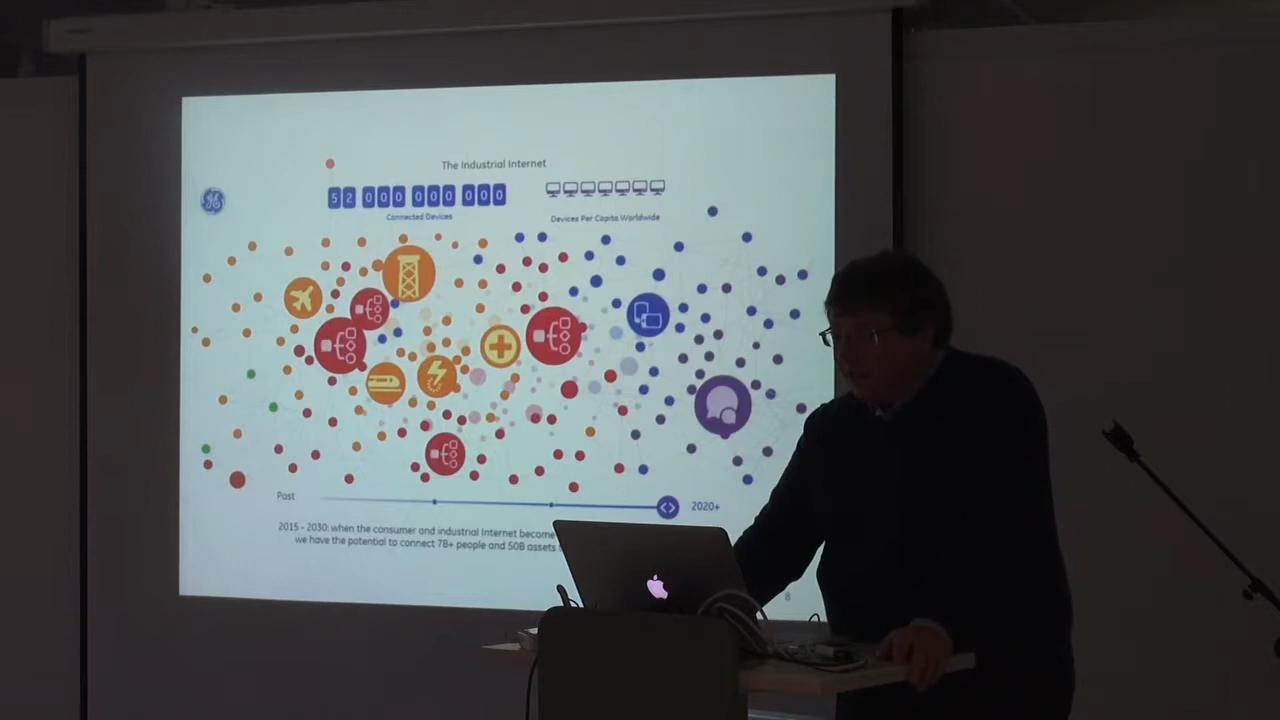 The Industrial Internet
52 000 000 000
Connected Devices
Devices Per Capita Worldwide
Past
2020+
2015 - 2030: when the consumer and industrial Internet become
we have the potential to connect 7B+ people and 50B assets
8